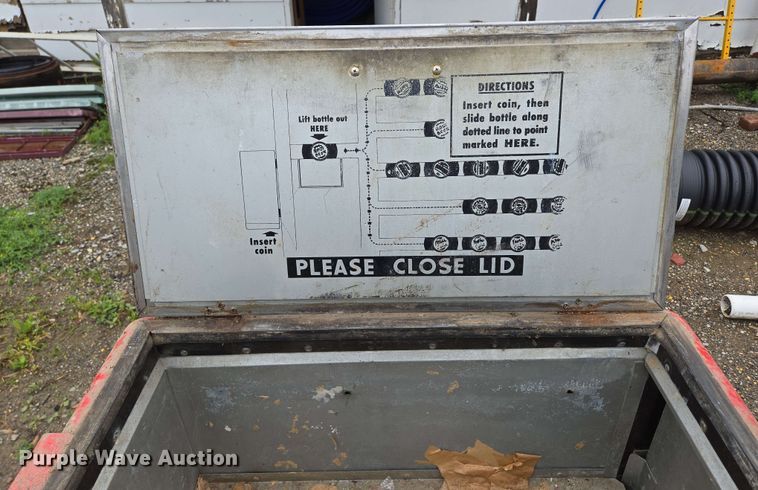 DIRECTIONS
Insert coin, then
slide bottle along
dotted line to point
marked HERE.
Lift bottle out
HERE
Insert
coin
PLEASE CLOSE LID
Purple Wave Auction